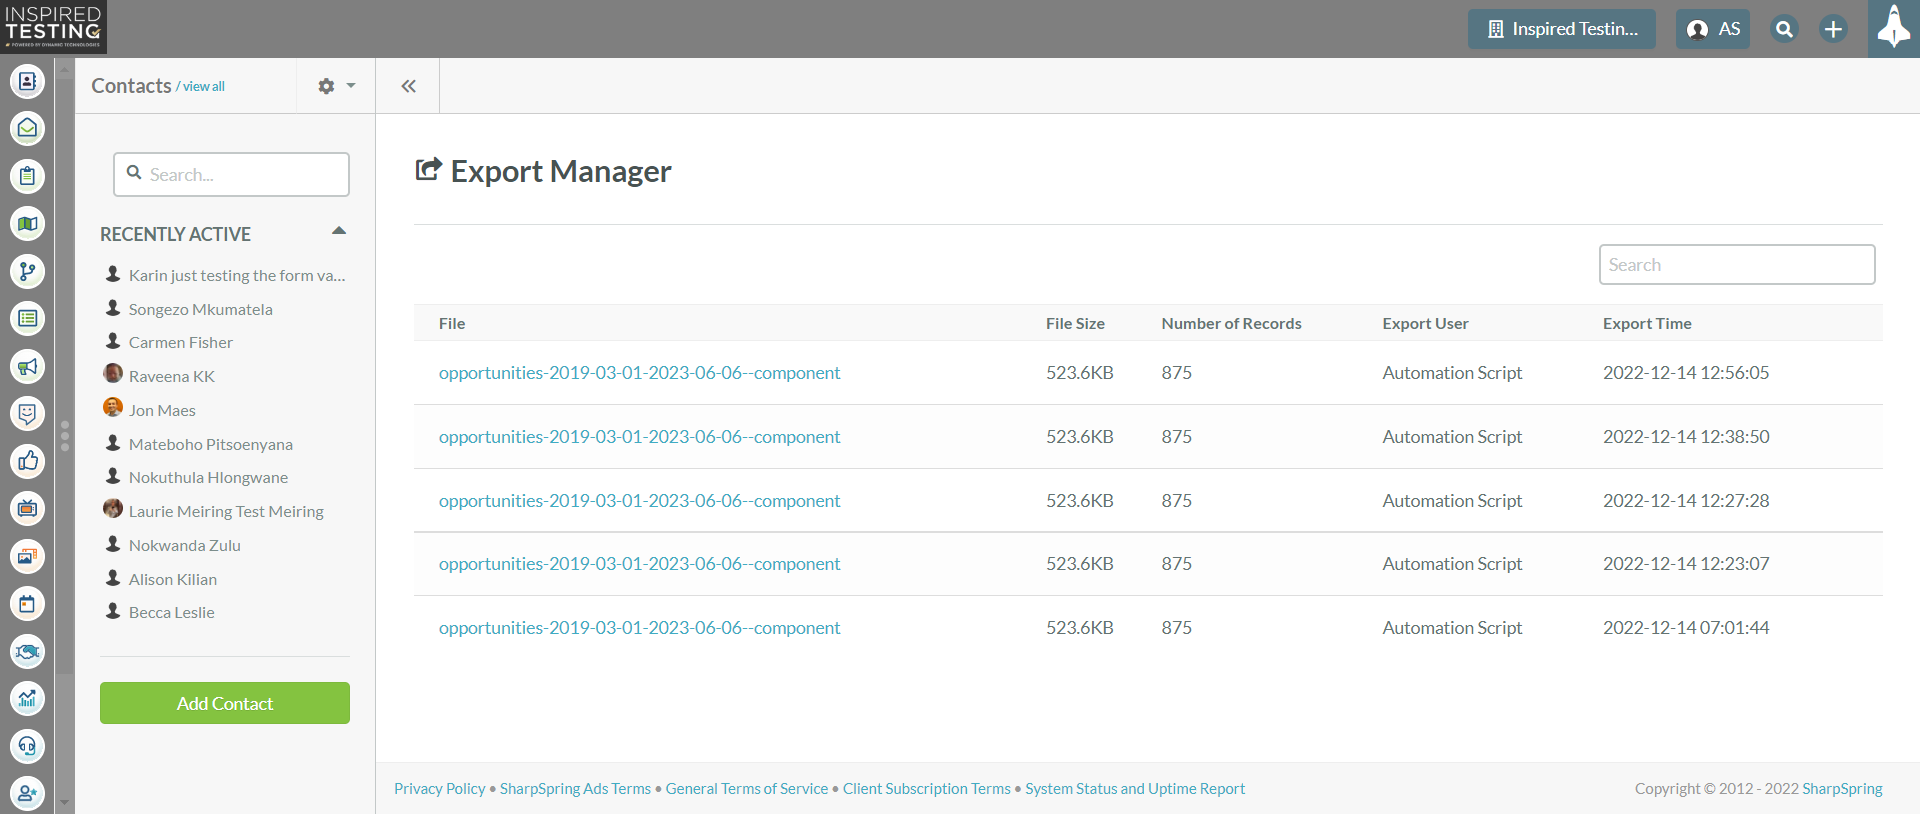 INSPIRED
TESTING
POWERED BY DYNAMIC TECHNOLOGIES
Inspired Testin...
AS
Contacts / view all
Search...
RECENTLY ACTIVE
Karin just testing the form va...
Songezo Mkumatela
Carmen Fisher
Raveena KK
Jon Maes
Mateboho Pitsoenyana
Nokuthula Hlongwane
Laurie Meiring Test Meiring
Nokwanda Zulu
Alison Kilian
Becca Leslie
Add Contact
Export Manager
Search
File File Size Number of Records Export User Export Time
opportunities-2019-03-01-2023-06-06--component 523.6KB 875 Automation Script 2022-12-14 12:56:05
opportunities-2019-03-01-2023-06-06--component 523.6KB 875 Automation Script 2022-12-14 12:38:50
opportunities-2019-03-01-2023-06-06--component 523.6KB 875 Automation Script 2022-12-14 12:27:28
opportunities-2019-03-01-2023-06-06--component 523.6KB 875 Automation Script 2022-12-14 12:23:07
opportunities-2019-03-01-2023-06-06--component 523.6KB 875 Automation Script 2022-12-14 07:01:44
Privacy Policy • SharpSpring Ads Terms • General Terms of Service • Client Subscription Terms • System Status and Uptime Report
Copyright © 2012 - 2022 SharpSpring